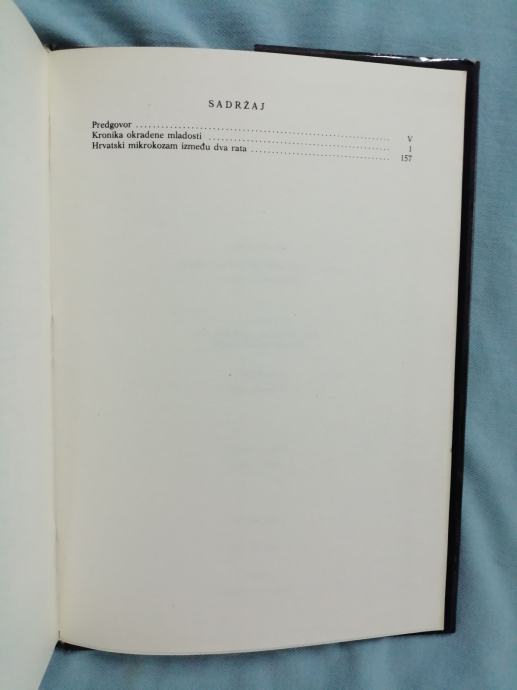 SADRŽAJ
Predgovor ........................................ V
Kronika okradene mladosti ........................................ 1
Hrvatski mikrokozam između dva rata ........................................ 157